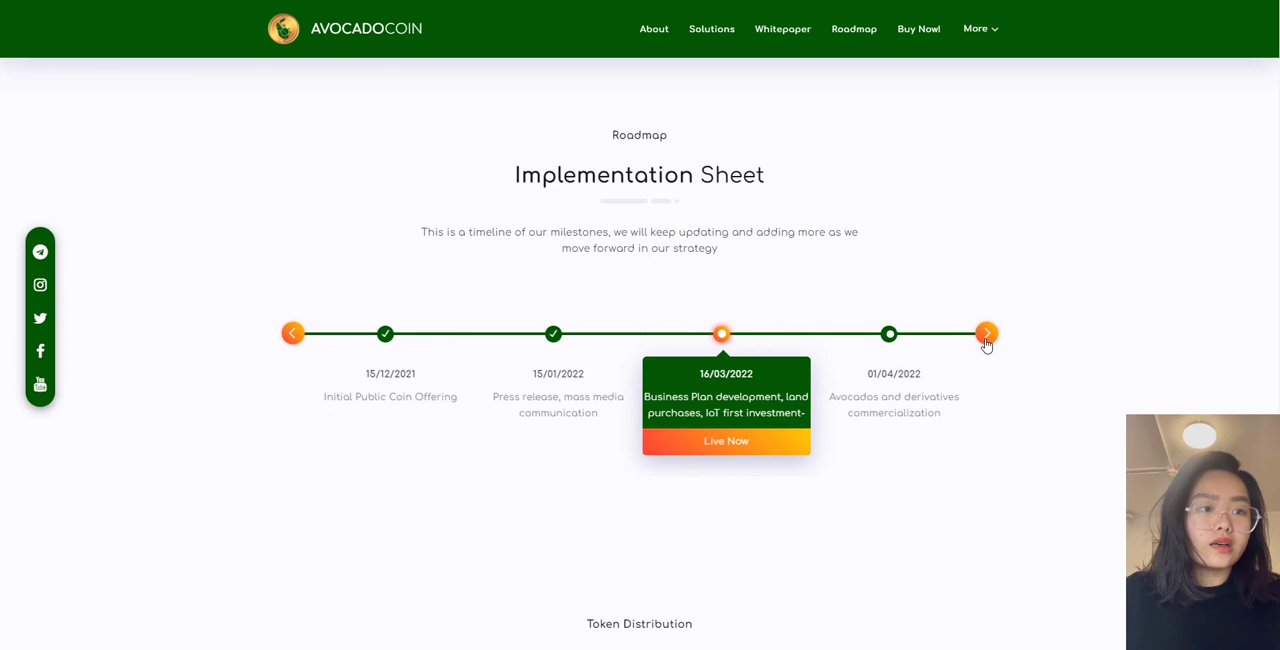 AVOCADOCOIN
About Solutions Whitepaper Roadmap Buy Now! More
Roadmap
Implementation Sheet
This is a timeline of our milestones, we will keep updating and adding more as we
move forward in our strategy
15/12/2021
Initial Public Coin Offering
15/01/2022
Press release, mass media
communication
16/03/2022
Business Plan development, land
purchases, IoT first investment-
Live Now
01/04/2022
Avocados and derivatives
commercialization
Token Distribution